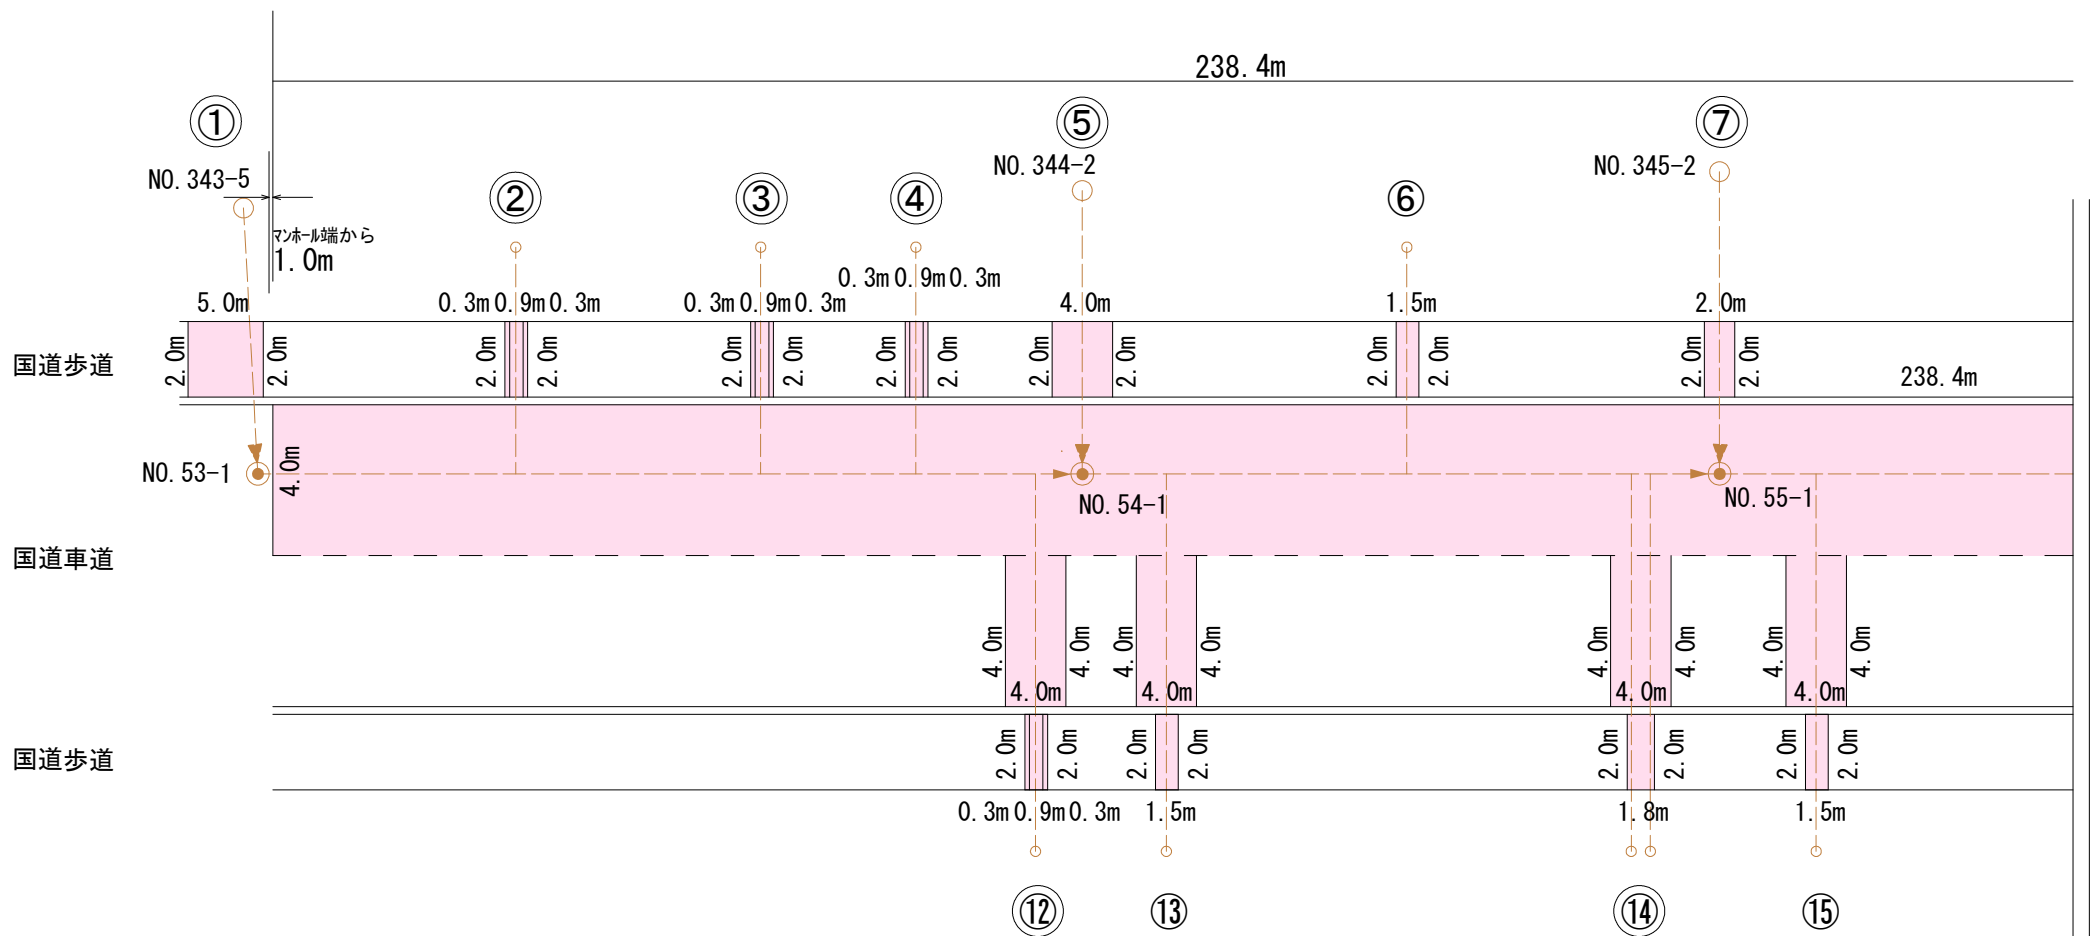 238.4m
① ⑤ ⑦
NO.343-5 NO.344-2 NO.345-2
② ③ ④ ⑥
ﾏﾝﾎｰﾙ端から
1.0m
0.3m 0.9m 0.3m
5.0m 0.3m 0.9m 0.3m 0.3m 0.9m 0.3m 4.0m 1.5m 2.0m
国道歩道 2.0m 2.0m 2.0m 2.0m 2.0m 2.0m 2.0m 2.0m 2.0m 2.0m 2.0m 2.0m 2.0m 2.0m
238.4m
NO.53-1 4.0m
NO.54-1 NO.55-1
国道車道
4.0m 4.0m 4.0m 4.0m 4.0m 4.0m 4.0m 4.0m
4.0m 4.0m 4.0m 4.0m
国道歩道 2.0m 2.0m 2.0m 2.0m 2.0m 2.0m 2.0m 2.0m
0.3m 0.9m 0.3m 1.5m 1.8m 1.5m
⑫ ⑬ ⑭ ⑮